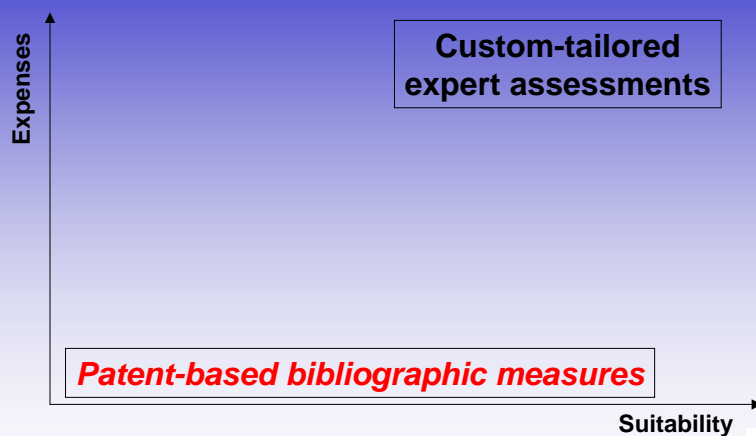 Expenses
Custom-tailored
expert assessments
Patent-based bibliographic measures
Suitability